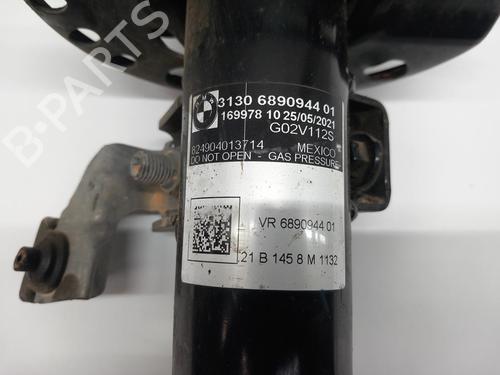 BMW
3130 6890944 01
169978 10 25/05/2021
G02V112S
824904013714 MEXICO
DO NOT OPEN - GAS PRESSURE
VR 6890944 01
21 B 145 8 M 1132